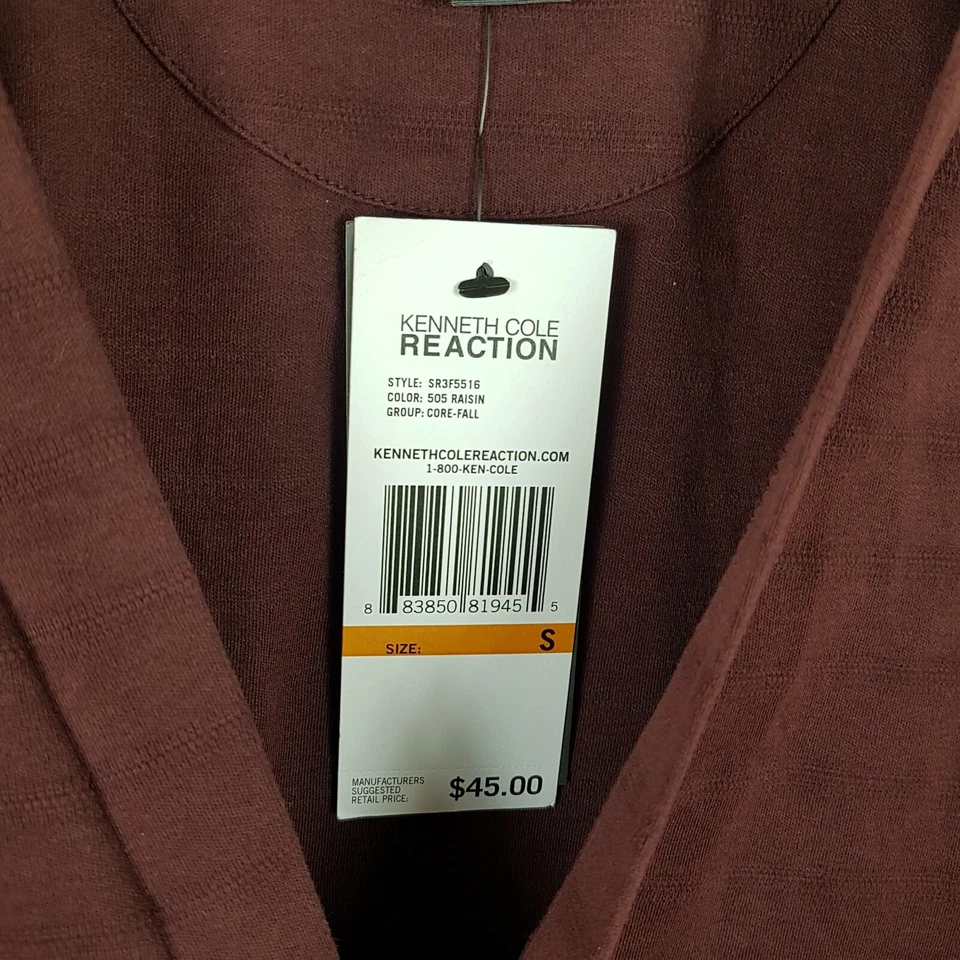 KENNETH COLE
REACTION
STYLE: SR3F5516
COLOR: 505 RAISIN
GROUP: CORE-FALL
KENNETHCOLEREACTION.COM
1-800-KEN-COLE
8 83850 81945 5
SIZE: S
MANUFACTURERS
SUGGESTED
RETAIL PRICE: $45.00